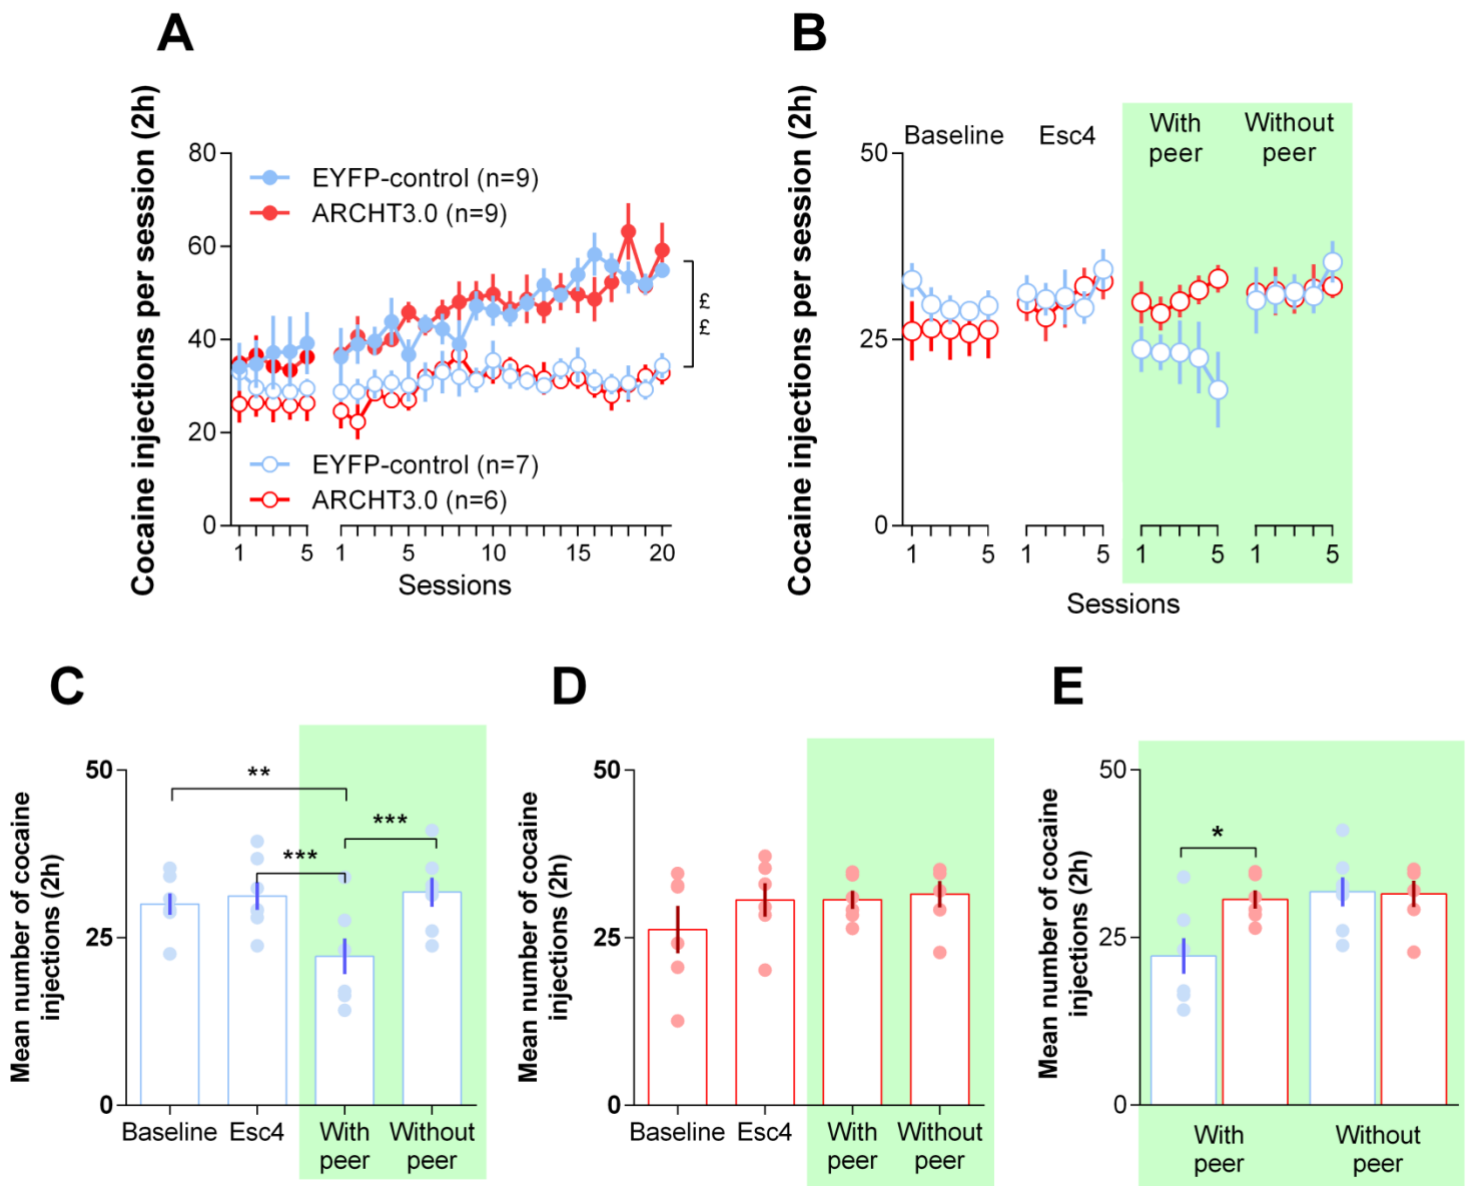 A
Cocaine injections per session (2h)
80
60
40
20
0
EYFP-control (n=9)
ARCHT3.0 (n=9)
££
EYFP-control (n=7)
ARCHT3.0 (n=6)
1 5 1 5 10 15 20
Sessions
B
Cocaine injections per session (2h)
50
25
0
Baseline Esc4 With peer Without peer
1 5 1 5 1 5 1 5
Sessions
C
Mean number of cocaine
injections (2h)
50
25
0
**
***
***
Baseline Esc4 With Without
peer peer
D
Mean number of cocaine
injections (2h)
50
25
0
Baseline Esc4 With Without
peer peer
E
Mean number of cocaine
injections (2h)
50
25
0
*
With Without
peer peer